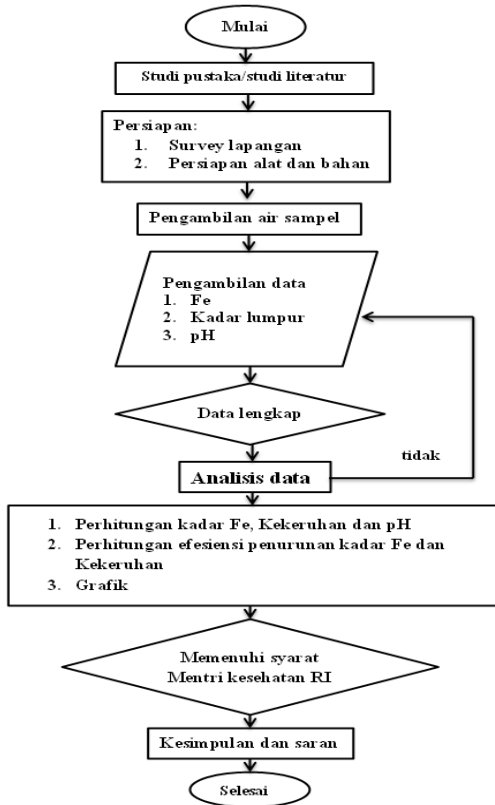 Mulai
Studi pustaka/studi literatur
Persiapan:
1. Survey lapangan
2. Persiapan alat dan bahan
Pengambilan air sampel
Pengambilan data
1. Fe
2. Kadar lumpur
3. pH
Data lengkap
tidak
Analisis data
1. Perhitungan kadar Fe, Kekeruhan dan pH
2. Perhitungan efesiensi penurunan kadar Fe dan
Kekeruhan
3. Grafik
Memenuhi syarat
Mentri kesehatan RI
Kesimpulan dan saran
Selesai